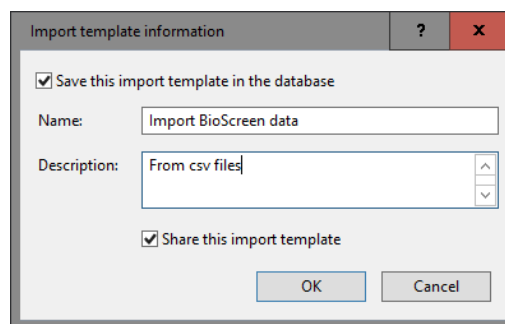 Import template information
?
x
Save this import template in the database
Name:
Import BioScreen data
Description:
From csv files
Share this import template
OK
Cancel